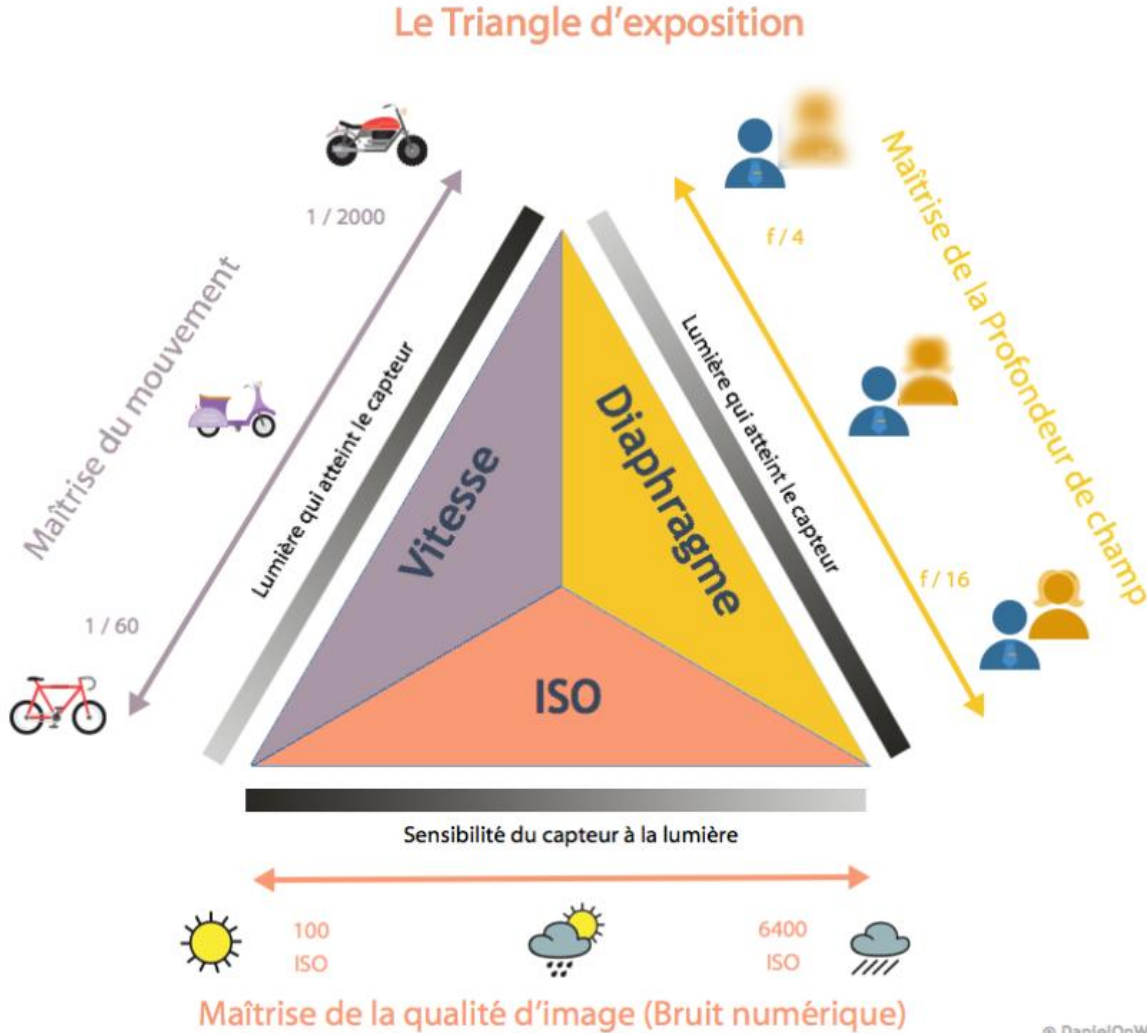 Le Triangle d'exposition
1 / 2000
f / 4
Maîtrise du mouvement
Lumière qui atteint le capteur
Vitesse
Diaphragme
Lumière qui atteint le capteur
Maîtrise de la Profondeur de champ
1 / 60
f / 16
ISO
Sensibilité du capteur à la lumière
100
ISO
6400
ISO
Maîtrise de la qualité d'image (Bruit numérique)